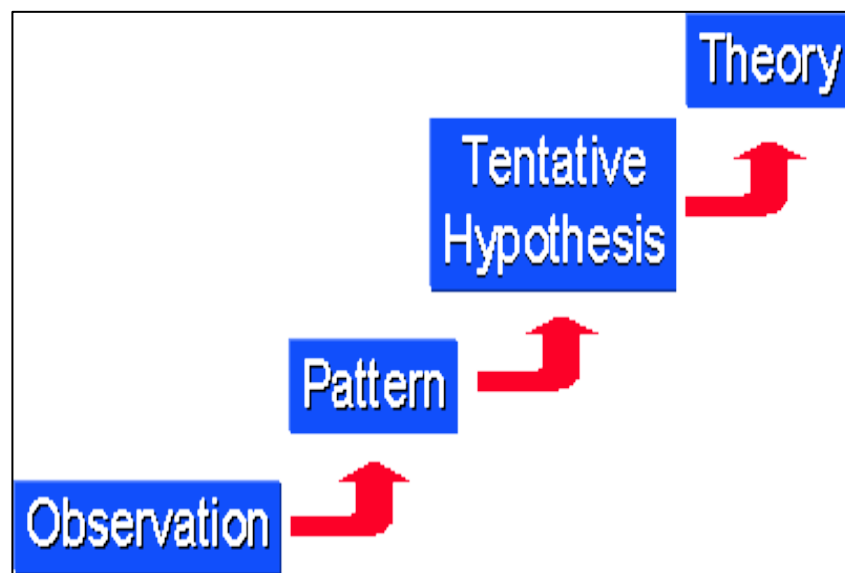 Theory
Tentative
Hypothesis
Pattern
Observation